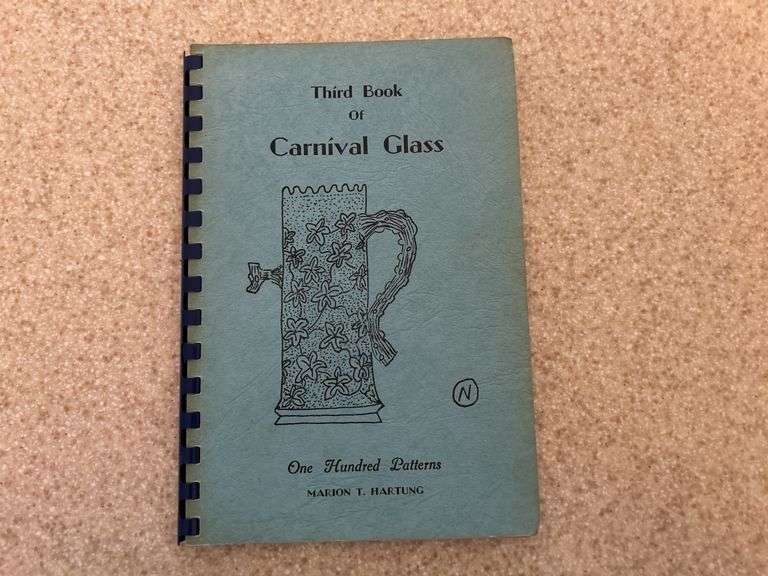 Third Book
Of
Carnival Glass
N
One Hundred Patterns
MARION T. HARTUNG